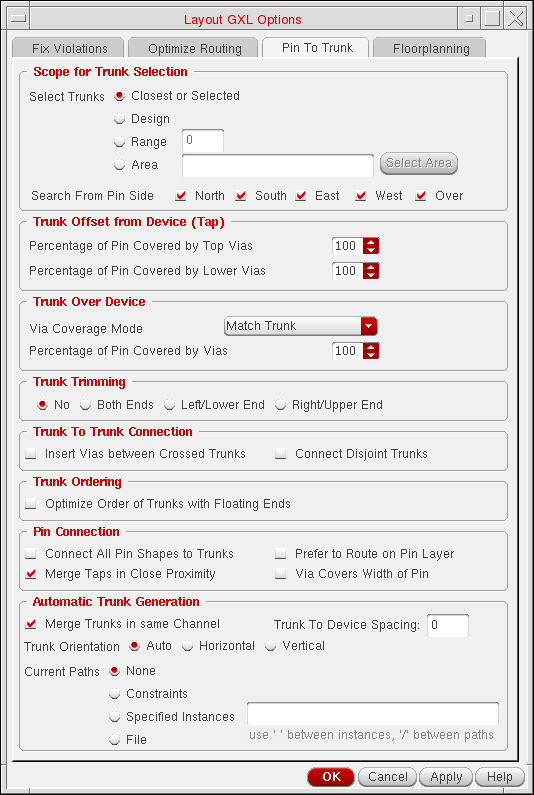 Layout GXL Options
Fix Violations Optimize Routing Pin To Trunk Floorplanning
Scope for Trunk Selection
Select Trunks Closest or Selected
Design
Range 0
Area Select Area
Search From Pin Side North South East West Over
Trunk Offset from Device (Tap)
Percentage of Pin Covered by Top Vias 100
Percentage of Pin Covered by Lower Vias 100
Trunk Over Device
Via Coverage Mode Match Trunk
Percentage of Pin Covered by Vias 100
Trunk Trimming
No Both Ends Left/Lower End Right/Upper End
Trunk To Trunk Connection
Insert Vias between Crossed Trunks Connect Disjoint Trunks
Trunk Ordering
Optimize Order of Trunks with Floating Ends
Pin Connection
Connect All Pin Shapes to Trunks Prefer to Route on Pin Layer
Merge Taps in Close Proximity Via Covers Width of Pin
Automatic Trunk Generation
Merge Trunks in same Channel Trunk To Device Spacing: 0
Trunk Orientation Auto Horizontal Vertical
Current Paths None
Constraints
Specified Instances
use ' ' between instances, '/' between paths
File
OK Cancel Apply Help